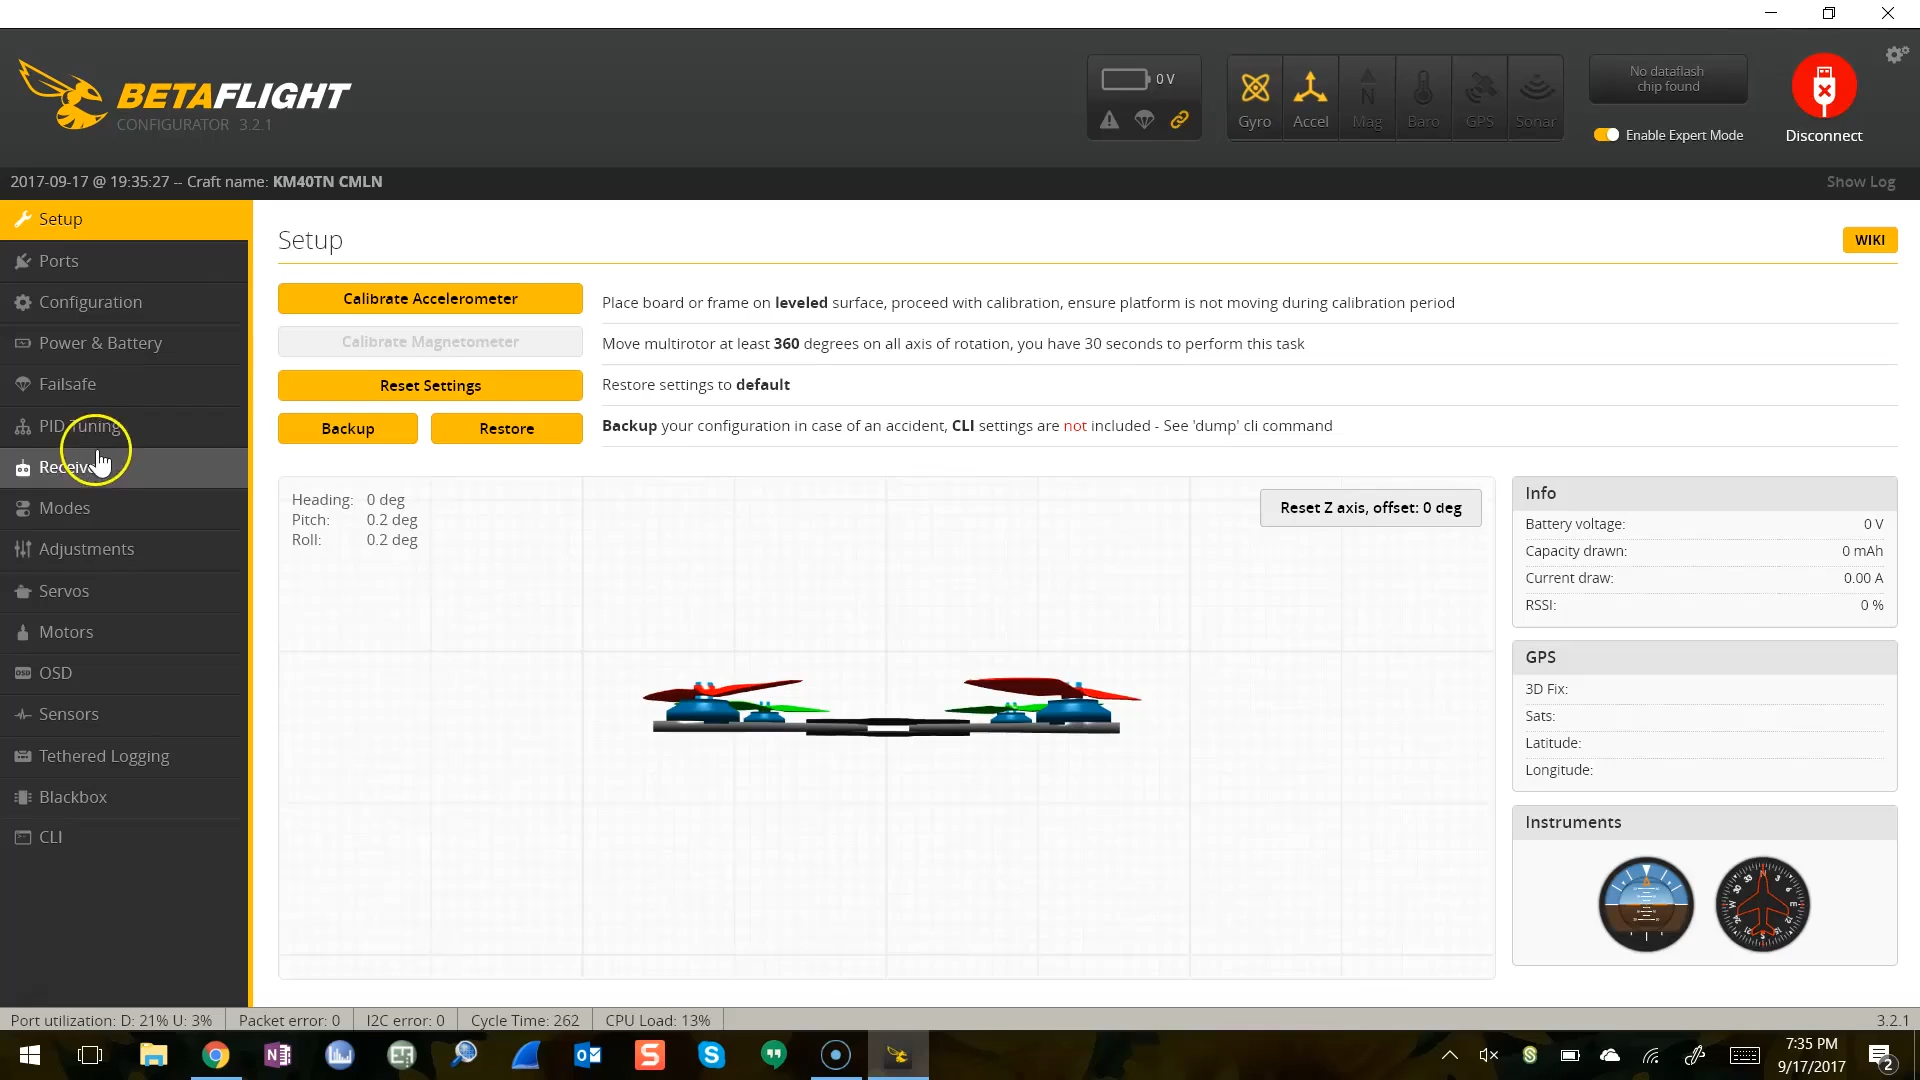 BETAFLIGHT
CONFIGURATOR 3.2.1
0 V
Gyro
Accel
Mag
Baro
GPS
Sonar
No dataflash
chip found
Enable Expert Mode
Disconnect
2017-09-17 @ 19:35:27 -- Craft name: KM4OTN CMLN
Show Log
Setup
Ports
Configuration
Power & Battery
Failsafe
PID Tuning
Receiver
Modes
Adjustments
Servos
Motors
OSD
Sensors
Tethered Logging
Blackbox
CLI
Setup
WIKI
Calibrate Accelerometer
Place board or frame on leveled surface, proceed with calibration, ensure platform is not moving during calibration period
Calibrate Magnetometer
Move multirotor at least 360 degrees on all axis of rotation, you have 30 seconds to perform this task
Reset Settings
Restore settings to default
Backup
Restore
Backup your configuration in case of an accident, CLI settings are not included - See 'dump' cli command
Heading: 0 deg
Pitch: 0.2 deg
Roll: 0.2 deg
Reset Z axis, offset: 0 deg
Info
Battery voltage: 0 V
Capacity drawn: 0 mAh
Current draw: 0.00 A
RSSI: 0 %
GPS
3D Fix:
Sats:
Latitude:
Longitude:
Instruments
Port utilization: D: 21% U: 3%
Packet error: 0
I2C error: 0
Cycle Time: 262
CPU Load: 13%
3.2.1
7:35 PM
9/17/2017
2